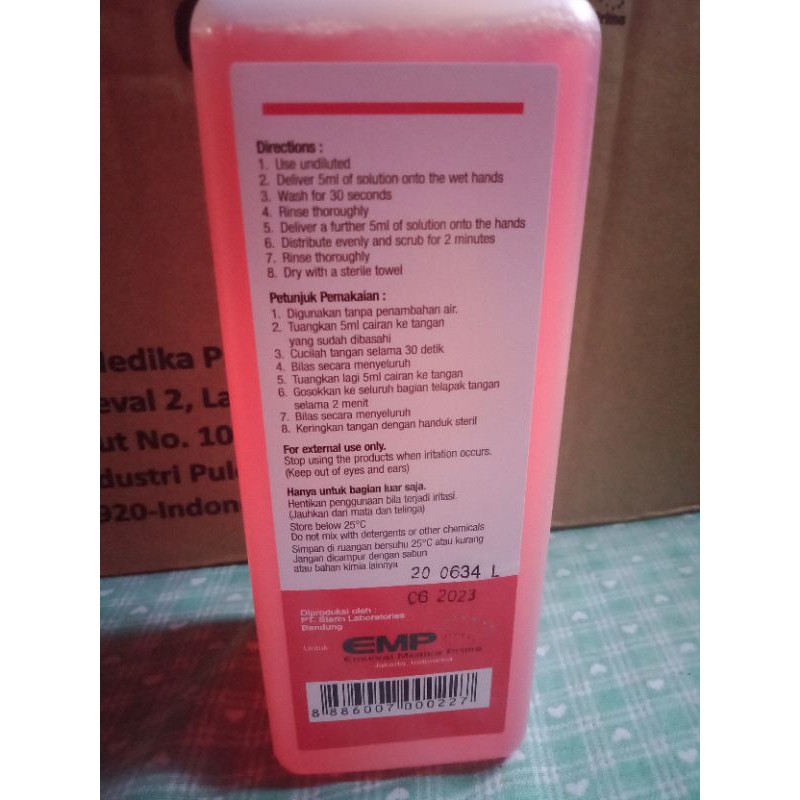 Directions :
1. Use undiluted
2. Deliver 5ml of solution onto the wet hands
3. Wash for 30 seconds
4. Rinse thoroughly
5. Deliver a further 5ml of solution onto the hands
6. Distribute evenly and scrub for 2 minutes
7. Rinse thoroughly
8. Dry with a sterile towel
Petunjuk Pemakaian :
1. Digunakan tanpa penambahan air.
2. Tuangkan 5ml cairan ke tangan
yang sudah dibasahi
3. Cucilah tangan selama 30 detik
4. Bilas secara menyeluruh
5. Tuangkan lagi 5ml cairan ke tangan
6. Gosokkan ke seluruh bagian telapak tangan
selama 2 menit
7. Bilas secara menyeluruh
8. Keringkan tangan dengan handuk steril
For external use only.
Stop using the products when irritation occurs.
(Keep out of eyes and ears)
Hanya untuk bagian luar saja.
Hentikan penggunaan bila terjadi iritasi.
(Jauhkan dari mata dan telinga)
Store below 25°C
Do not mix with detergents or other chemicals
Simpan di ruangan bersuhu 25°C atau kurang
Jangan dicampur dengan sabun
atau bahan kimia lainnya
20 0634 L
06 2023
Diproduksi oleh :
PT. Sterin Laboratories
Bandung
Untuk
EMP
Enseval Medika Prima
Jakarta, Indonesia
8 886007 000227
edika P
eval 2, La
ut No. 10
dustri Pul
920-Indon